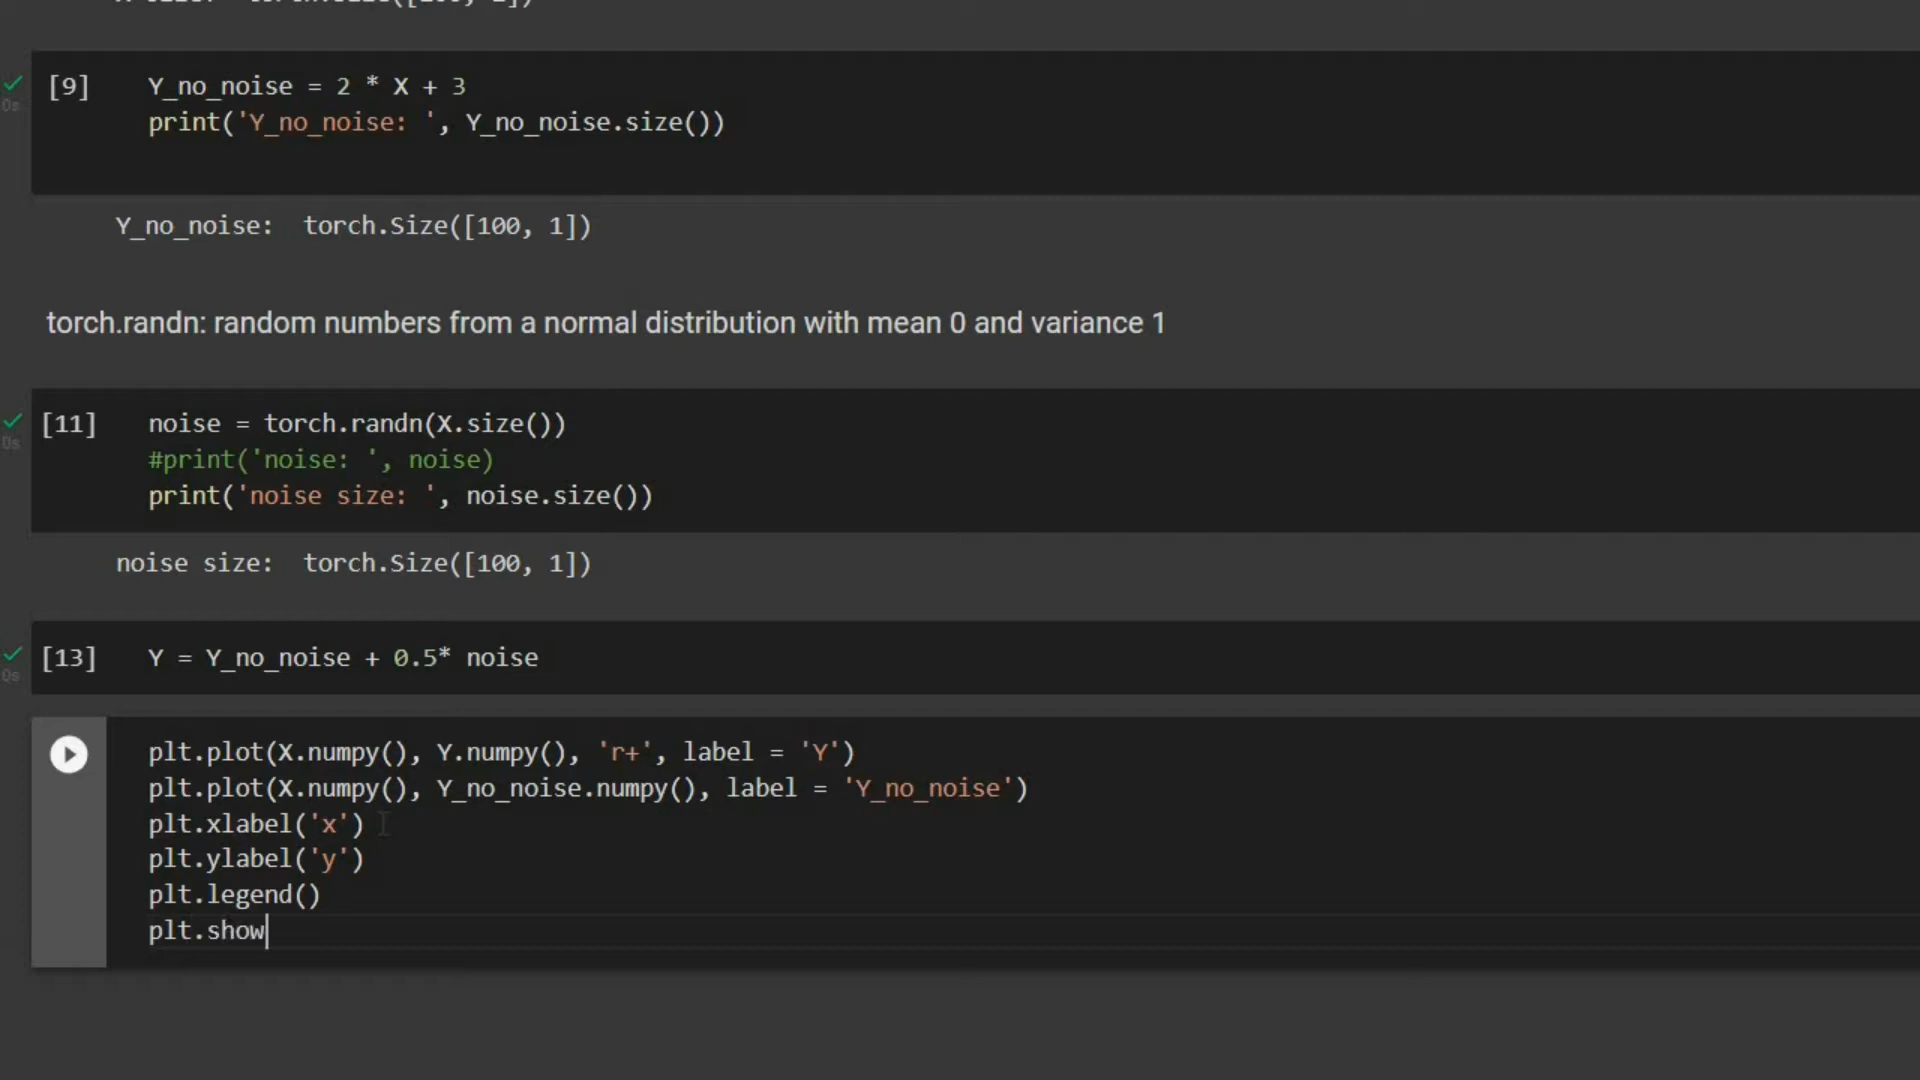 [9] Y_no_noise = 2 * X + 3
0s
print('Y_no_noise: ', Y_no_noise.size())
Y_no_noise:  torch.Size([100, 1])
torch.randn: random numbers from a normal distribution with mean 0 and variance 1
[11] noise = torch.randn(X.size())
0s
#print('noise: ', noise)
print('noise size: ', noise.size())
noise size:  torch.Size([100, 1])
[13] Y = Y_no_noise + 0.5* noise
0s
plt.plot(X.numpy(), Y.numpy(), 'r+', label = 'Y')
plt.plot(X.numpy(), Y_no_noise.numpy(), label = 'Y_no_noise')
plt.xlabel('x')
plt.ylabel('y')
plt.legend()
plt.show